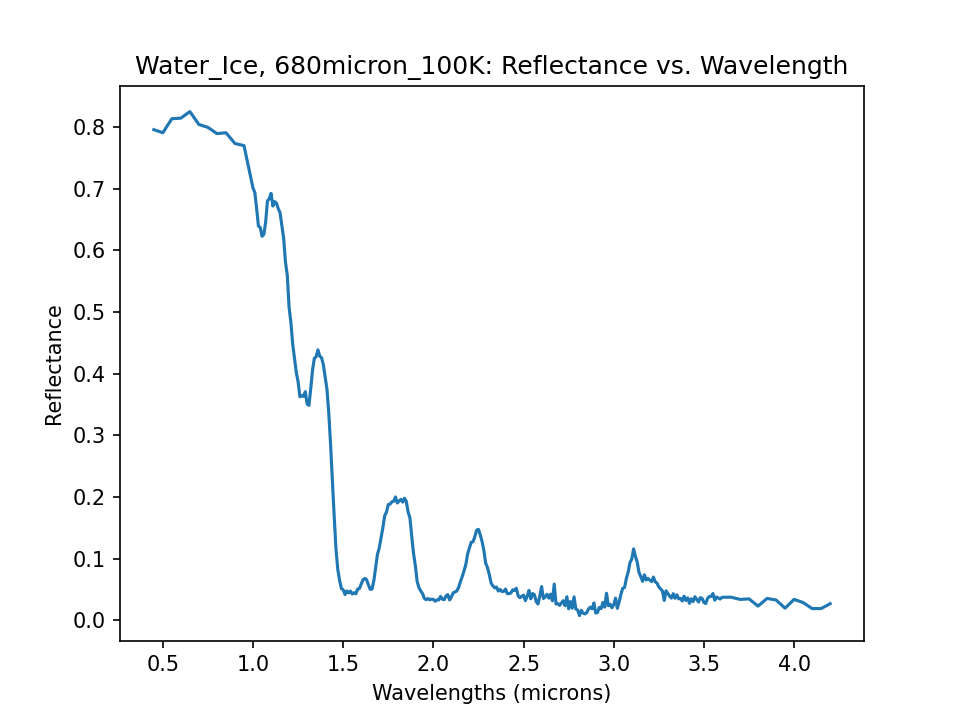 Water_Ice, 680micron_100K: Reflectance vs. Wavelength
0.8
0.7
0.6
0.5
0.4
0.3
0.2
0.1
0.0
Reflectance
0.5 1.0 1.5 2.0 2.5 3.0 3.5 4.0
Wavelengths (microns)